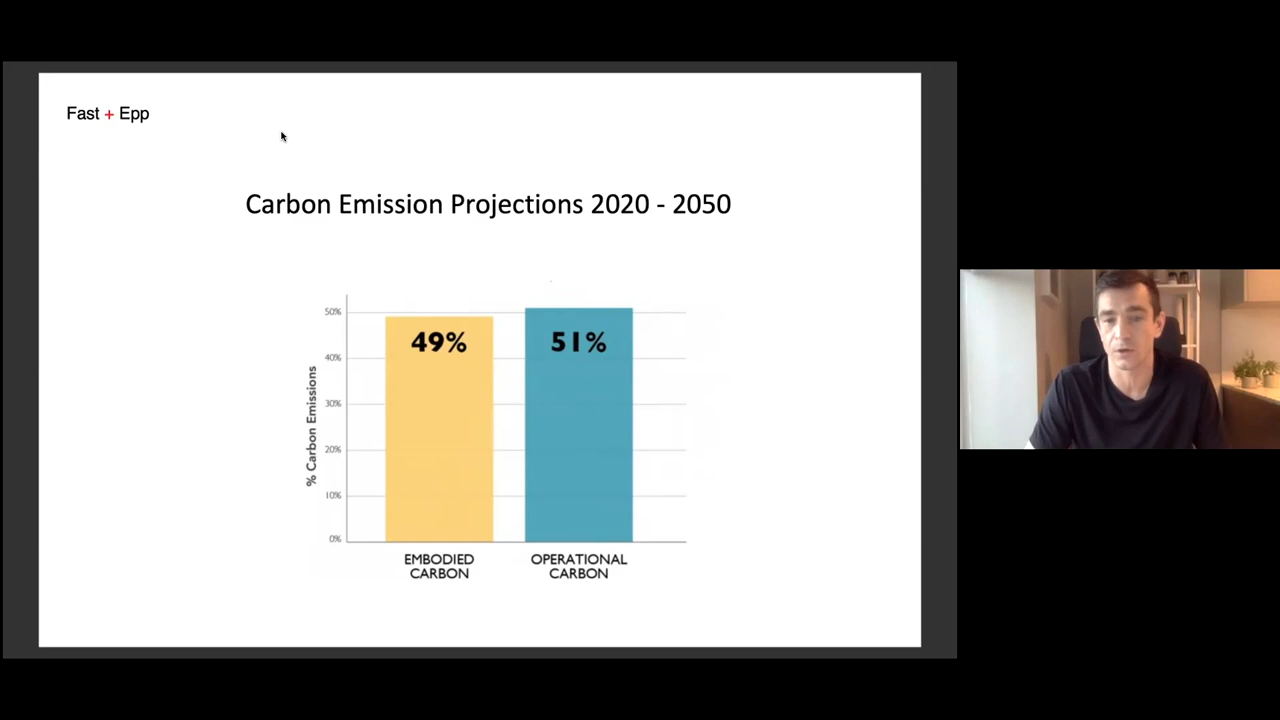 Fast + Epp
Carbon Emission Projections 2020 - 2050
% Carbon Emissions
50%
40%
30%
20%
10%
0%
49%
51%
EMBODIED
CARBON
OPERATIONAL
CARBON